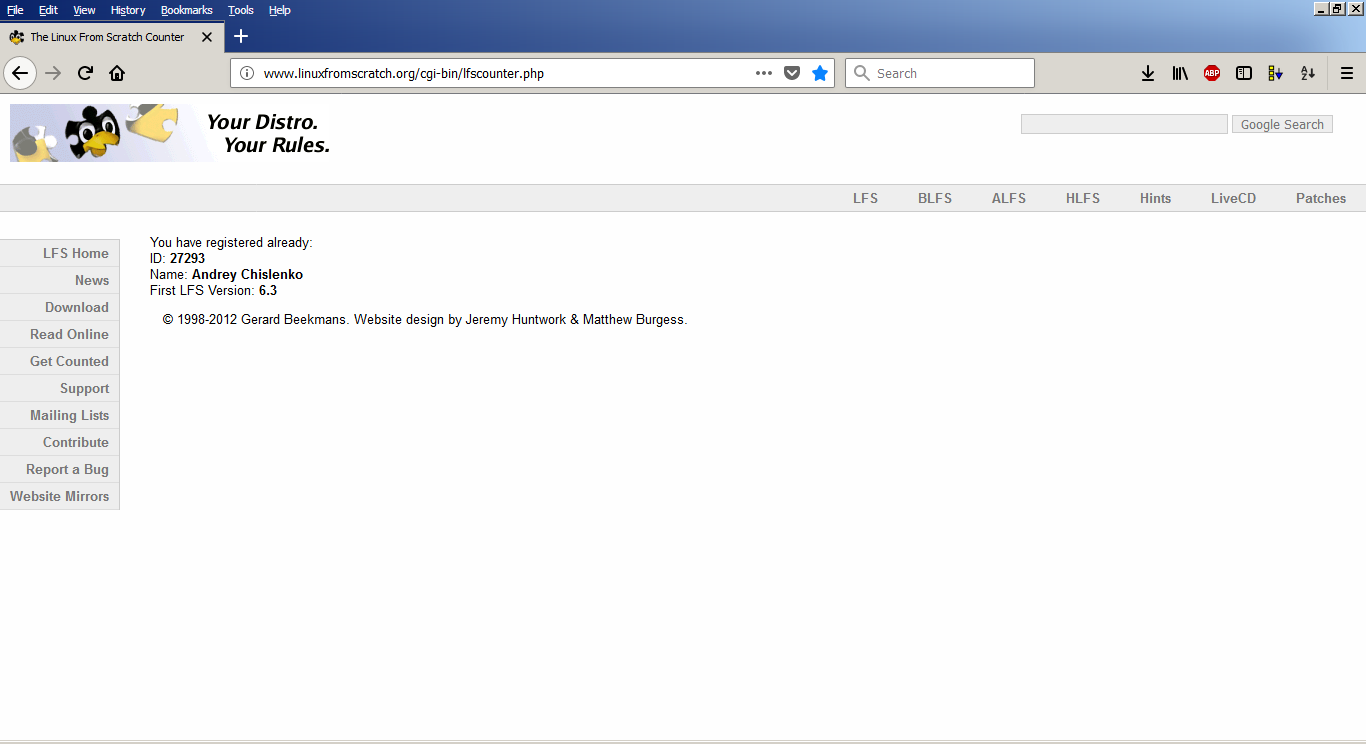 File Edit View History Bookmarks Tools Help
The Linux From Scratch Counter
www.linuxfromscratch.org/cgi-bin/lfscounter.php
Search
ABP
Your Distro.
Your Rules.
Google Search
LFS BLFS ALFS HLFS Hints LiveCD Patches
LFS Home
News
Download
Read Online
Get Counted
Support
Mailing Lists
Contribute
Report a Bug
Website Mirrors
You have registered already:
ID: 27293
Name: Andrey Chislenko
First LFS Version: 6.3
© 1998-2012 Gerard Beekmans. Website design by Jeremy Huntwork & Matthew Burgess.